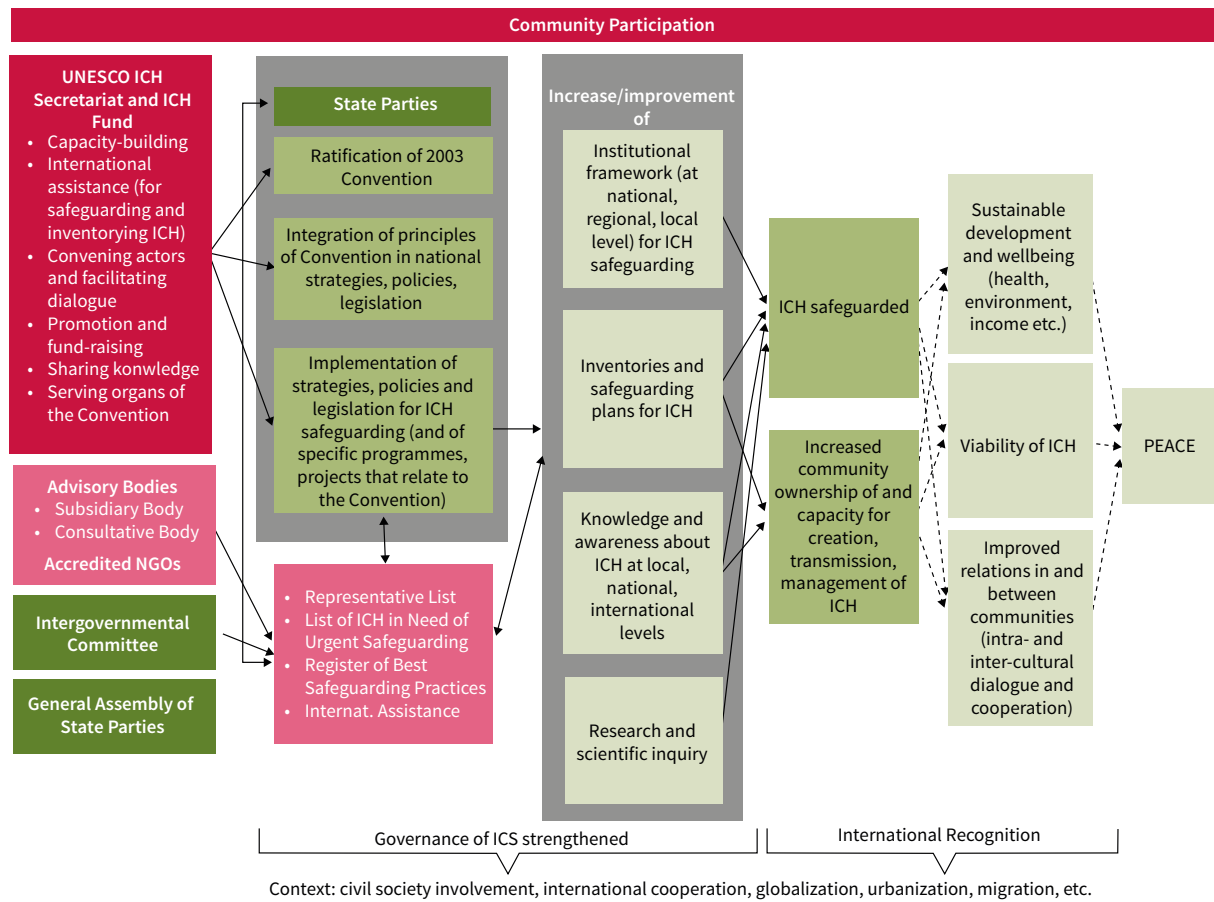 Community Participation
UNESCO ICH
Secretariat and ICH
Fund
• Capacity-building
• International
assistance (for
safeguarding and
inventorying ICH)
• Convening actors
and facilitating
dialogue
• Promotion and
fund-raising
• Sharing konwledge
• Serving organs of
the Convention
Advisory Bodies
• Subsidiary Body
• Consultative Body
Accredited NGOs
Intergovernmental
Committee
General Assembly of
State Parties
State Parties
Ratification of 2003
Convention
Integration of principles
of Convention in national
strategies, policies,
legislation
Implementation of
strategies, policies and
legislation for ICH
safeguarding (and of
specific programmes,
projects that relate to
the Convention)
• Representative List
• List of ICH in Need of
Urgent Safeguarding
• Register of Best
Safeguarding Practices
• Internat. Assistance
Increase/improvement
of
Institutional
framework (at
national,
regional, local
level) for ICH
safeguarding
Inventories and
safeguarding
plans for ICH
Knowledge and
awareness about
ICH at local,
national,
international
levels
Research and
scientific inquiry
ICH safeguarded
Increased
community
ownership of and
capacity for
creation,
transmission,
management of
ICH
Sustainable
development
and wellbeing
(health,
environment,
income etc.)
Viability of ICH
Improved
relations in and
between
communities
(intra- and
inter-cultural
dialogue and
cooperation)
PEACE
Governance of ICS strengthened
International Recognition
Context: civil society involvement, international cooperation, globalization, urbanization, migration, etc.